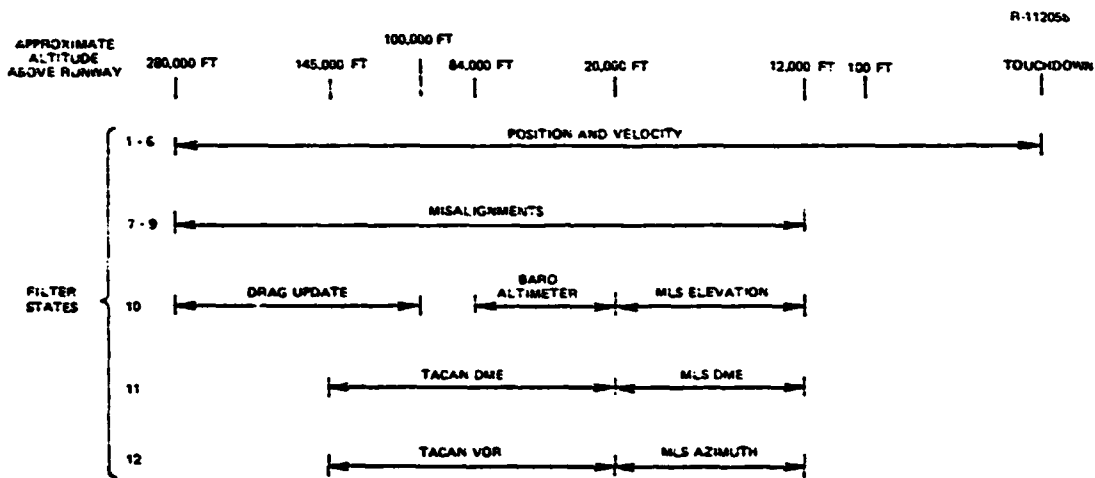 R-11205b
APPROXIMATE
ALTITUDE
ABOVE RUNWAY
280,000 FT
145,000 FT
100,000 FT
84,000 FT
20,000 FT
12,000 FT
100 FT
TOUCHDOWN
FILTER
STATES
1 - 6
POSITION AND VELOCITY
7 - 9
MISALIGNMENTS
10
DRAG UPDATE
BARO
ALTIMETER
MLS ELEVATION
11
TACAN DME
MLS DME
12
TACAN VOR
MLS AZIMUTH